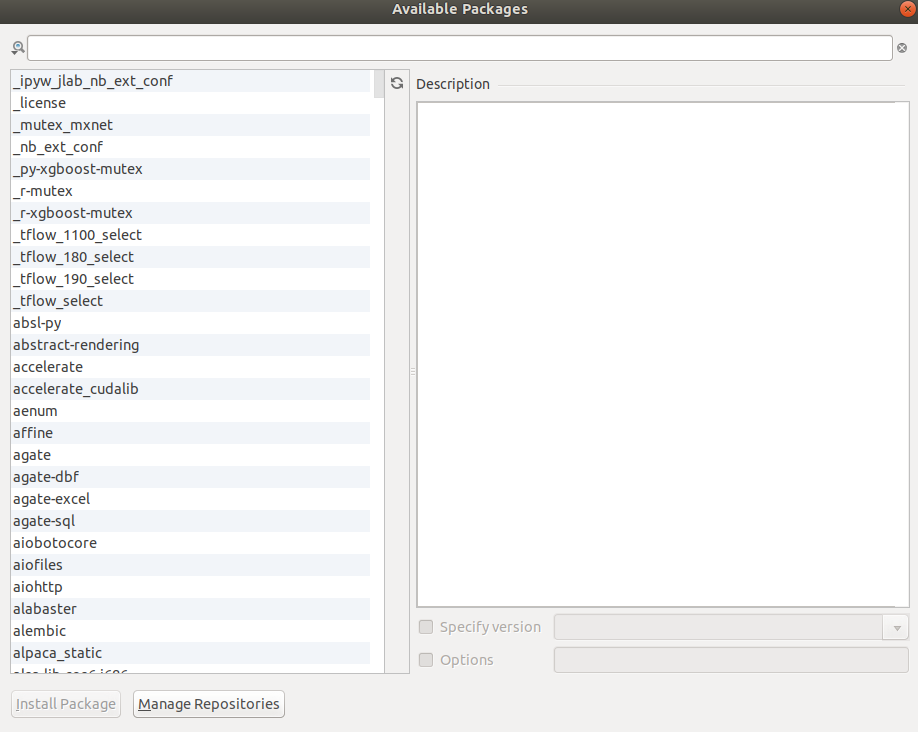 Available Packages
_ipyw_jlab_nb_ext_conf
_license
_mutex_mxnet
_nb_ext_conf
_py-xgboost-mutex
_r-mutex
_r-xgboost-mutex
_tflow_1100_select
_tflow_180_select
_tflow_190_select
_tflow_select
absl-py
abstract-rendering
accelerate
accelerate_cudalib
aenum
affine
agate
agate-dbf
agate-excel
agate-sql
aiobotocore
aiofiles
aiohttp
alabaster
alembic
alpaca_static
Description
Specify version
Options
Install Package
Manage Repositories